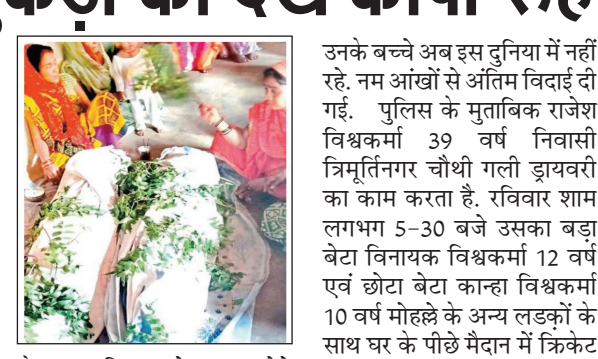 को देख
उनके बच्चे अब इस दुनिया में नहीं
रहे. नम आंखों से अंतिम विदाई दी
गई. पुलिस के मुताबिक राजेश
विश्वकर्मा 39 वर्ष निवासी
त्रिमूर्तिनगर चौथी गली ड्रायवरी
का काम करता है. रविवार शाम
लगभग 5-30 बजे उसका बड़ा
बेटा विनायक विश्वकर्मा 12 वर्ष
एवं छोटा बेटा कान्हा विश्वकर्मा
10 वर्ष मोहल्ले के अन्य लडक़ों के
साथ घर के पीछे मैदान में क्रिकेट